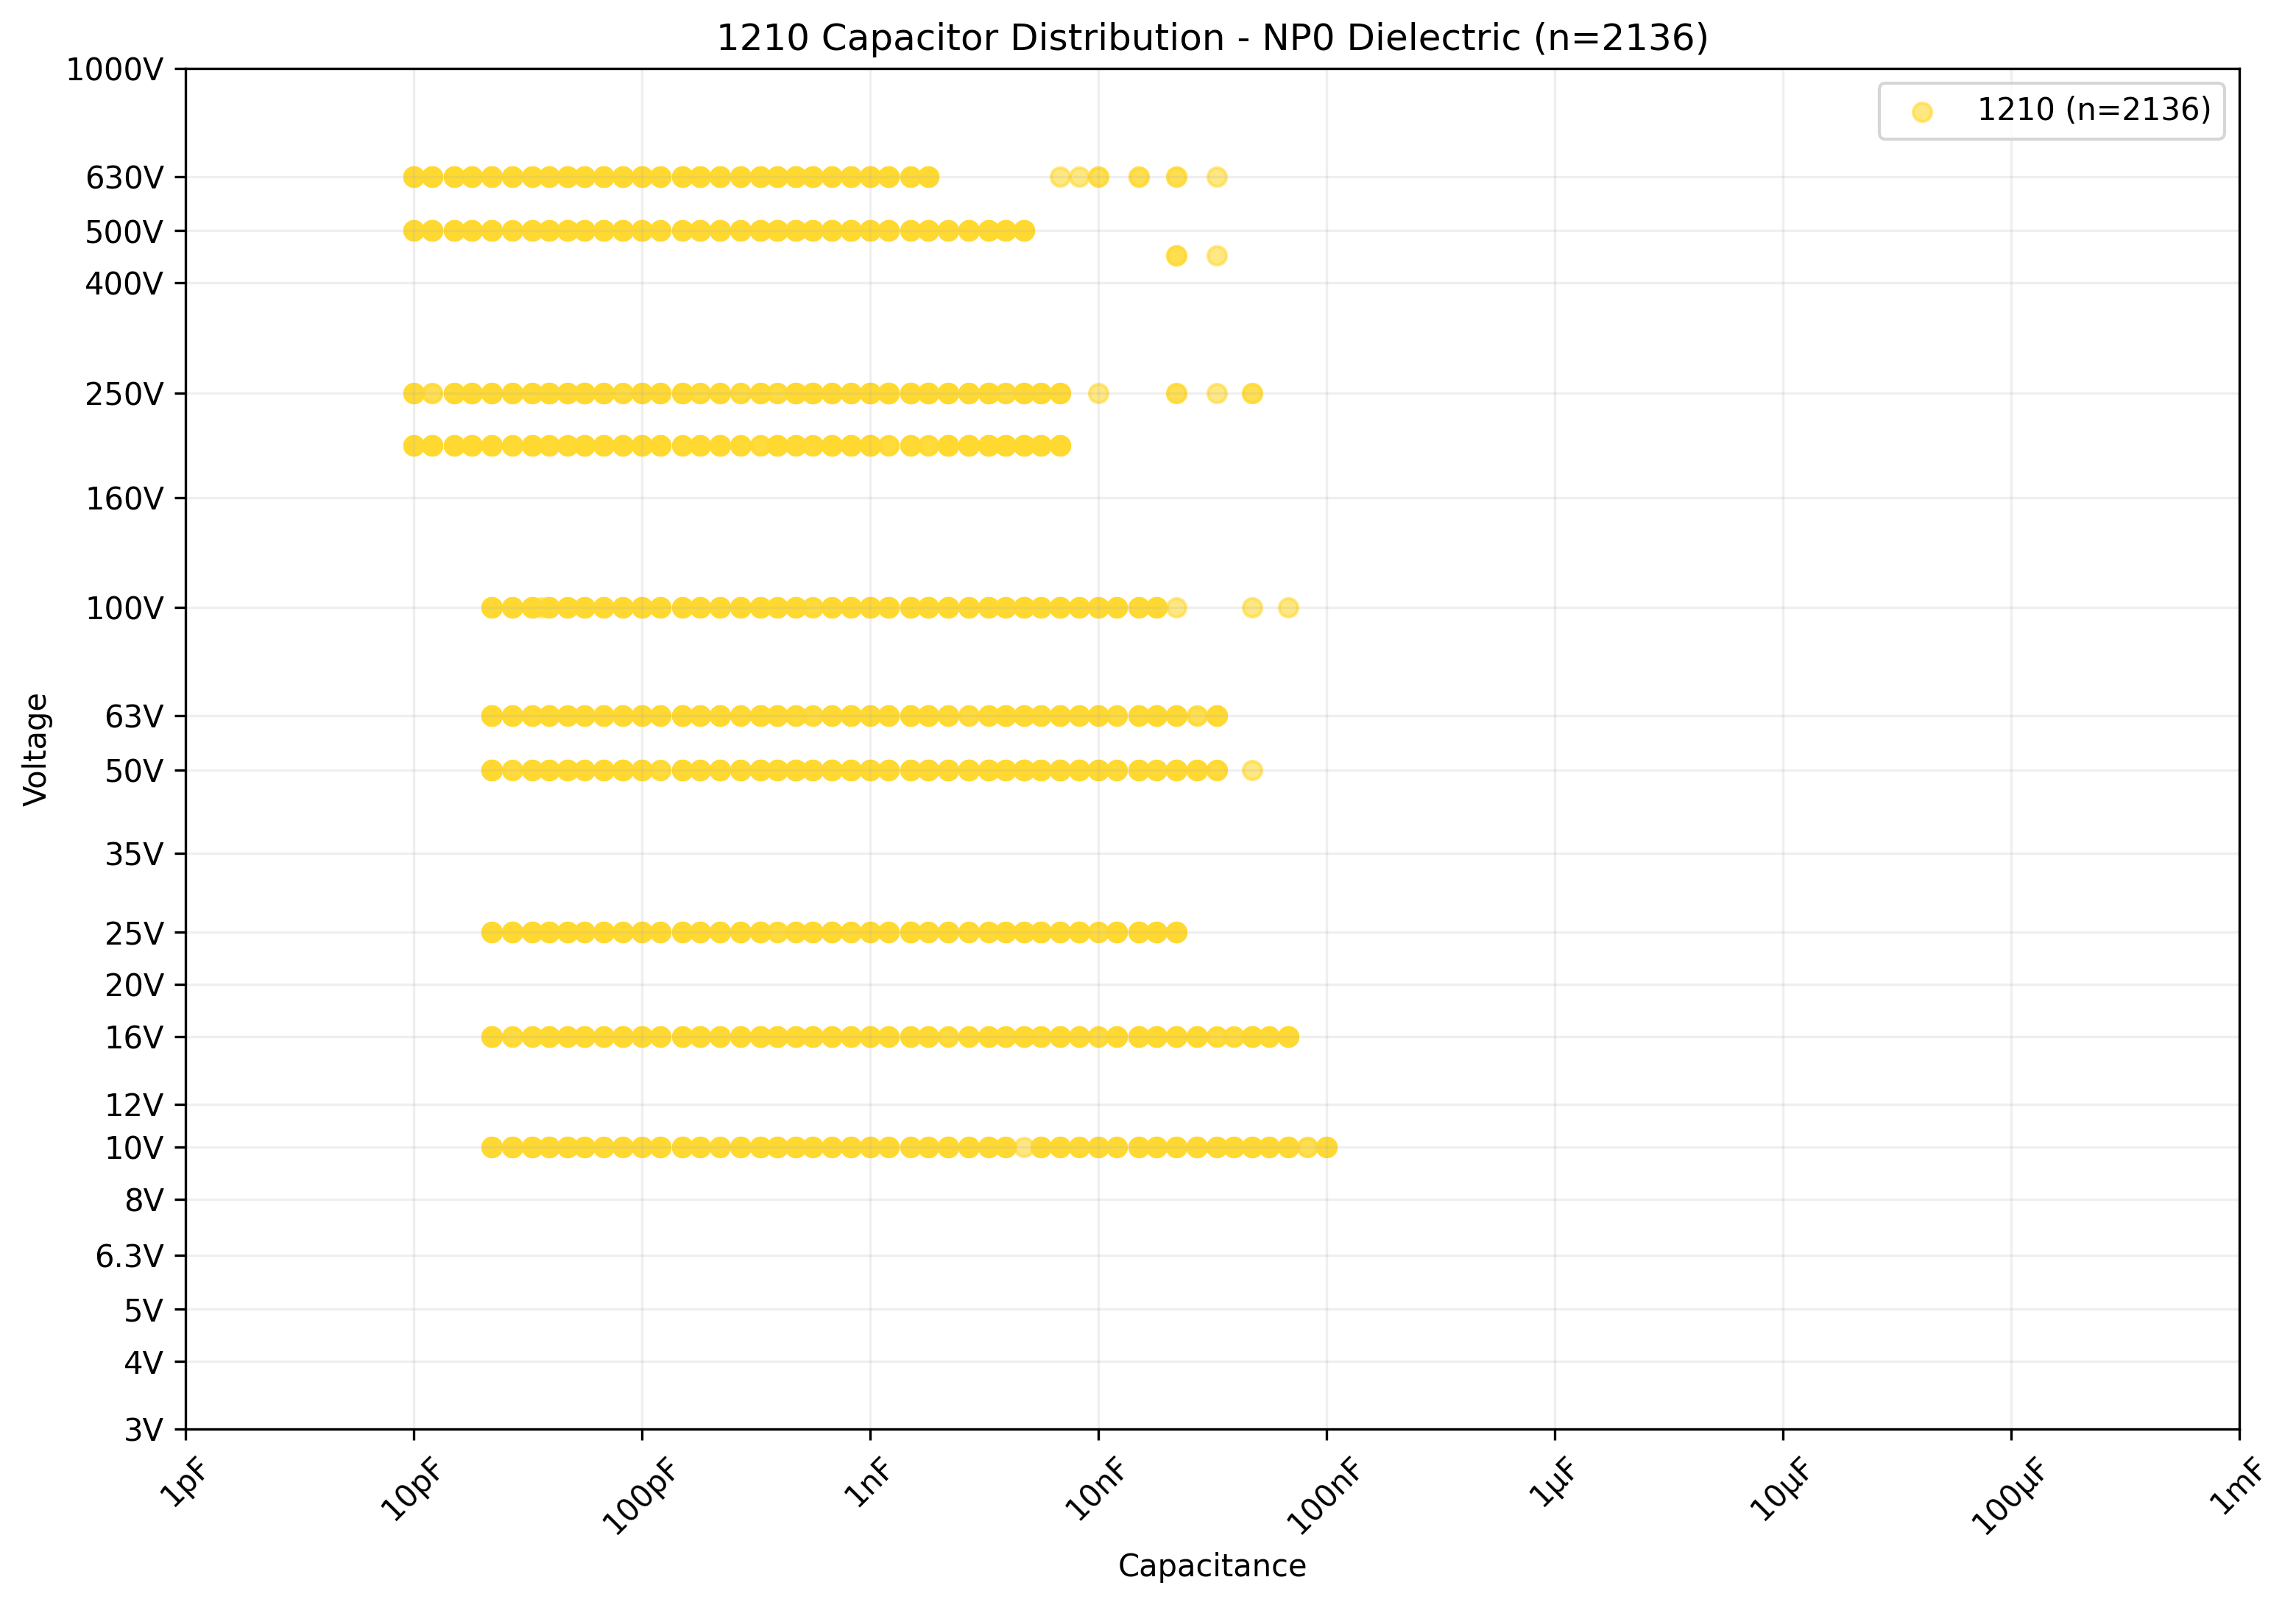 1210 Capacitor Distribution - NP0 Dielectric (n=2136)
1210 (n=2136)
Voltage
1000V
630V
500V
400V
250V
160V
100V
63V
50V
35V
25V
20V
16V
12V
10V
8V
6.3V
5V
4V
3V
1pF
10pF
100pF
1nF
10nF
100nF
1µF
10µF
100µF
1mF
Capacitance